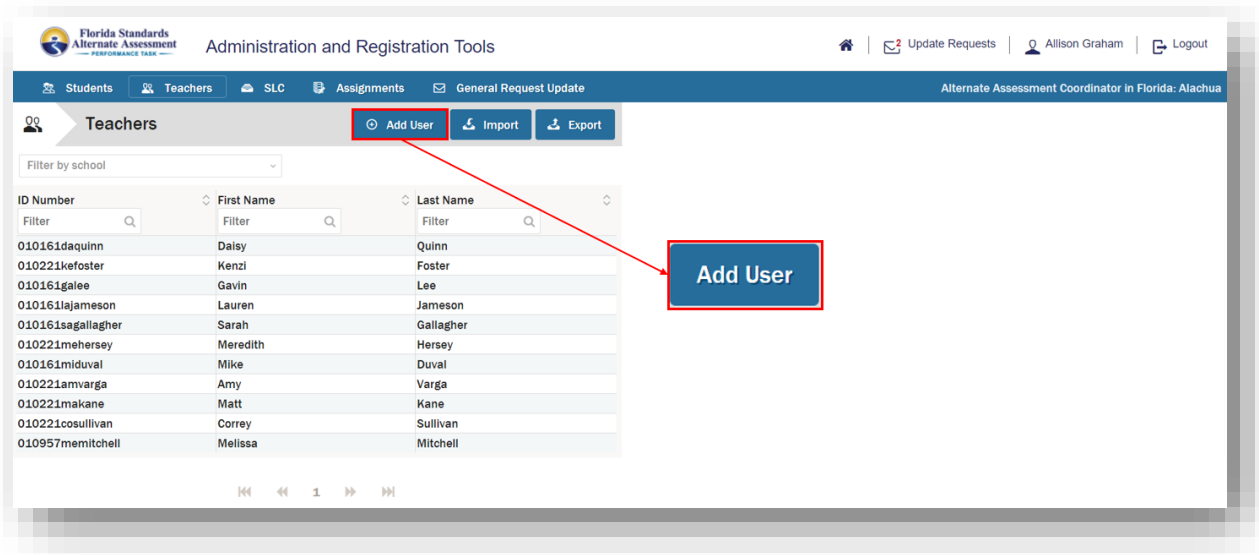 Florida Standards
Alternate Assessment
PERFORMANCE TASK
Administration and Registration Tools
2 Update Requests
Allison Graham
Logout
Students Teachers SLC Assignments General Request Update
Alternate Assessment Coordinator in Florida: Alachua
Teachers
Add User Import Export
Filter by school
ID Number First Name Last Name
Filter Filter Filter
010161daquinn Daisy Quinn
010221kefoster Kenzi Foster
010161galee Gavin Lee
010161lajameson Lauren Jameson
010161sagallagher Sarah Gallagher
010221mehersey Meredith Hersey
010161miduval Mike Duval
010221amvarga Amy Varga
010221makane Matt Kane
010221cosullivan Correy Sullivan
010957memitchell Melissa Mitchell
1
Add User